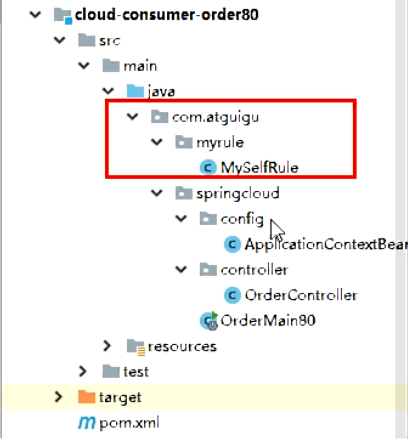 cloud-consumer-order80
src
main
java
com.atguigu
myrule
MySelfRule
springcloud
config
ApplicationContextBear
controller
OrderController
OrderMain80
resources
test
target
pom.xml